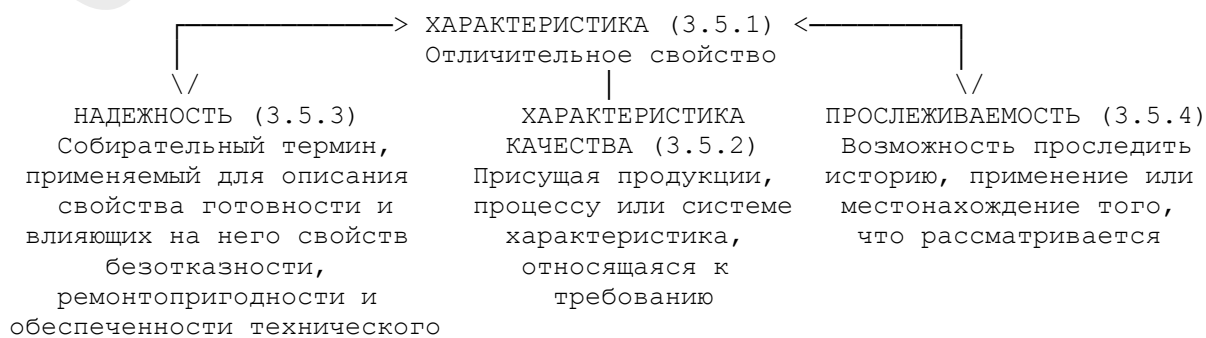 ХАРАКТЕРИСТИКА (3.5.1)
Отличительное свойство
НАДЕЖНОСТЬ (3.5.3)
Собирательный термин,
применяемый для описания
свойства готовности и
влияющих на него свойств
безотказности,
ремонтопригодности и
обеспеченности технического
ХАРАКТЕРИСТИКА
КАЧЕСТВА (3.5.2)
Присущая продукции,
процессу или системе
характеристика,
относящаяся к
требованию
ПРОСЛЕЖИВАЕМОСТЬ (3.5.4)
Возможность проследить
историю, применение или
местонахождение того,
что рассматривается